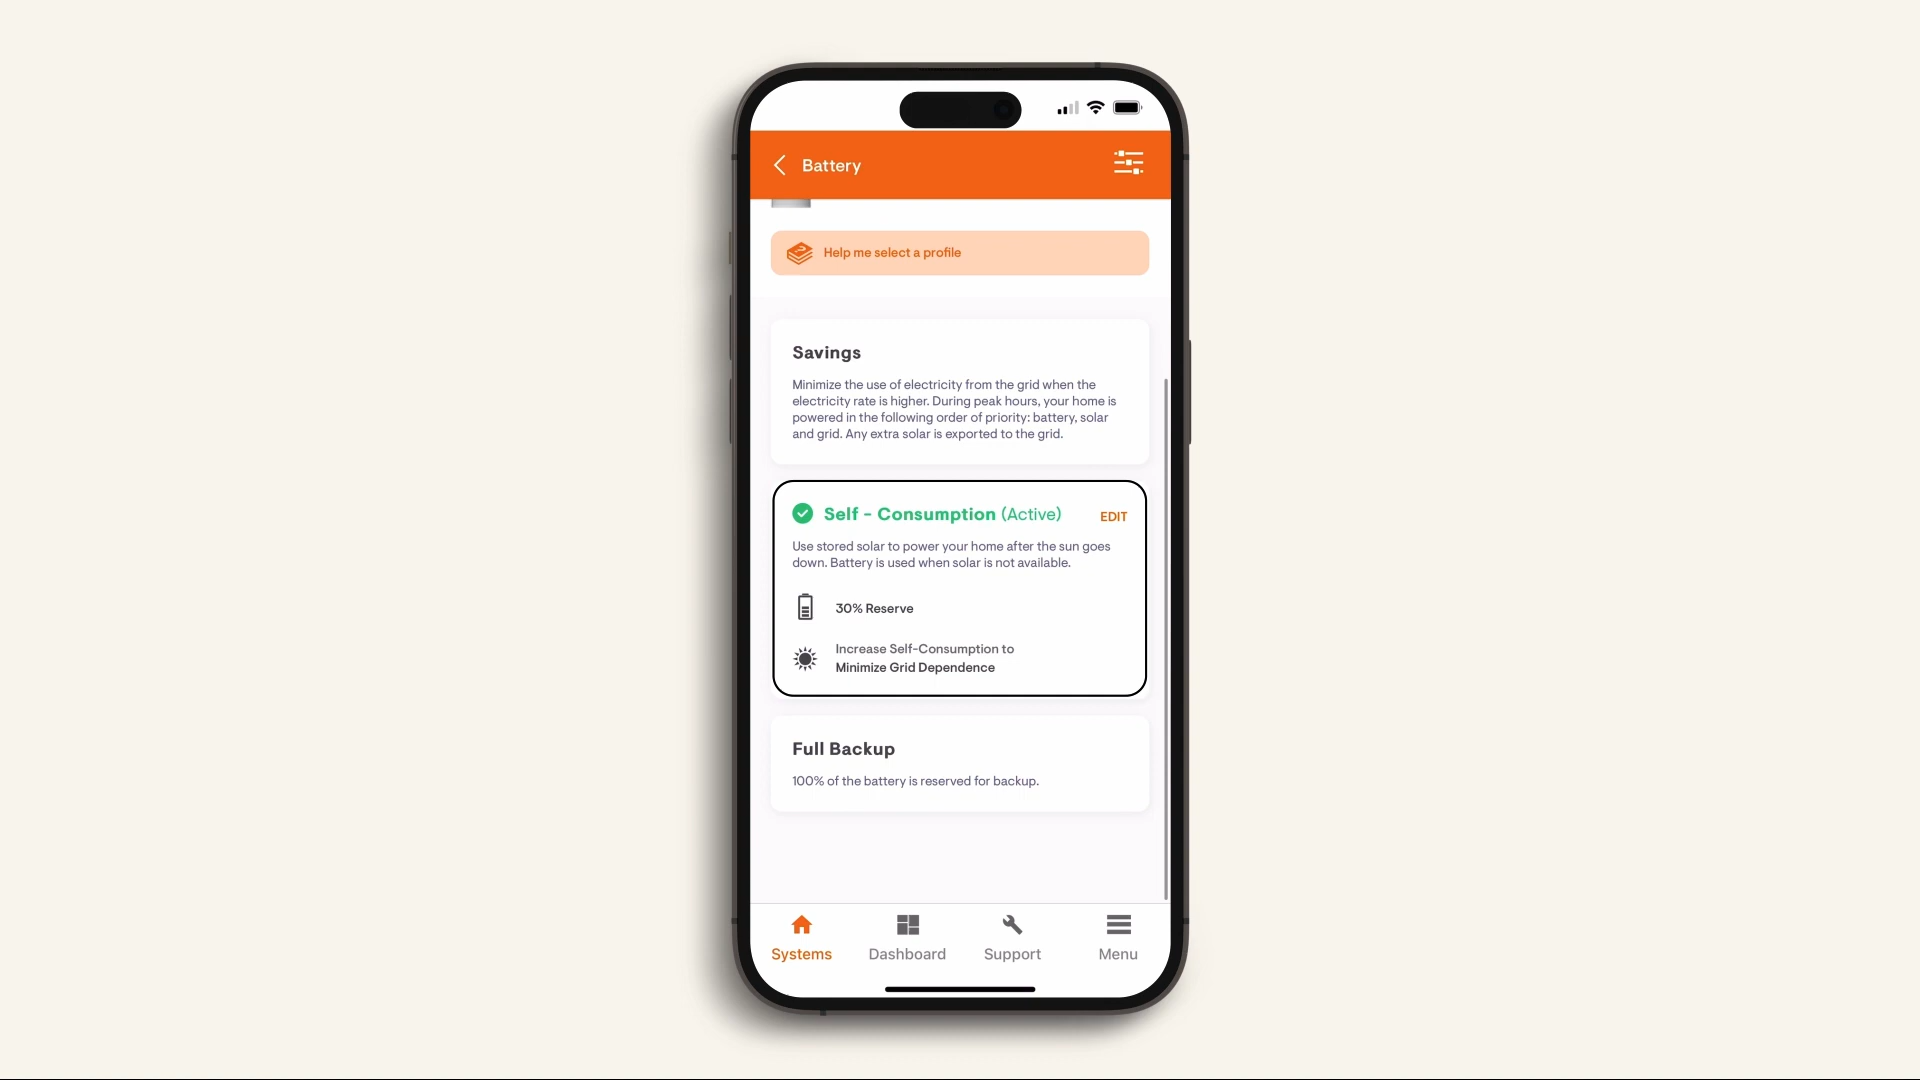 Battery
Help me select a profile
Savings
Minimize the use of electricity from the grid when the
electricity rate is higher. During peak hours, your home is
powered in the following order of priority: battery, solar
and grid. Any extra solar is exported to the grid.
Self - Consumption (Active)
EDIT
Use stored solar to power your home after the sun goes
down. Battery is used when solar is not available.
30% Reserve
Increase Self-Consumption to
Minimize Grid Dependence
Full Backup
100% of the battery is reserved for backup.
Systems
Dashboard
Support
Menu